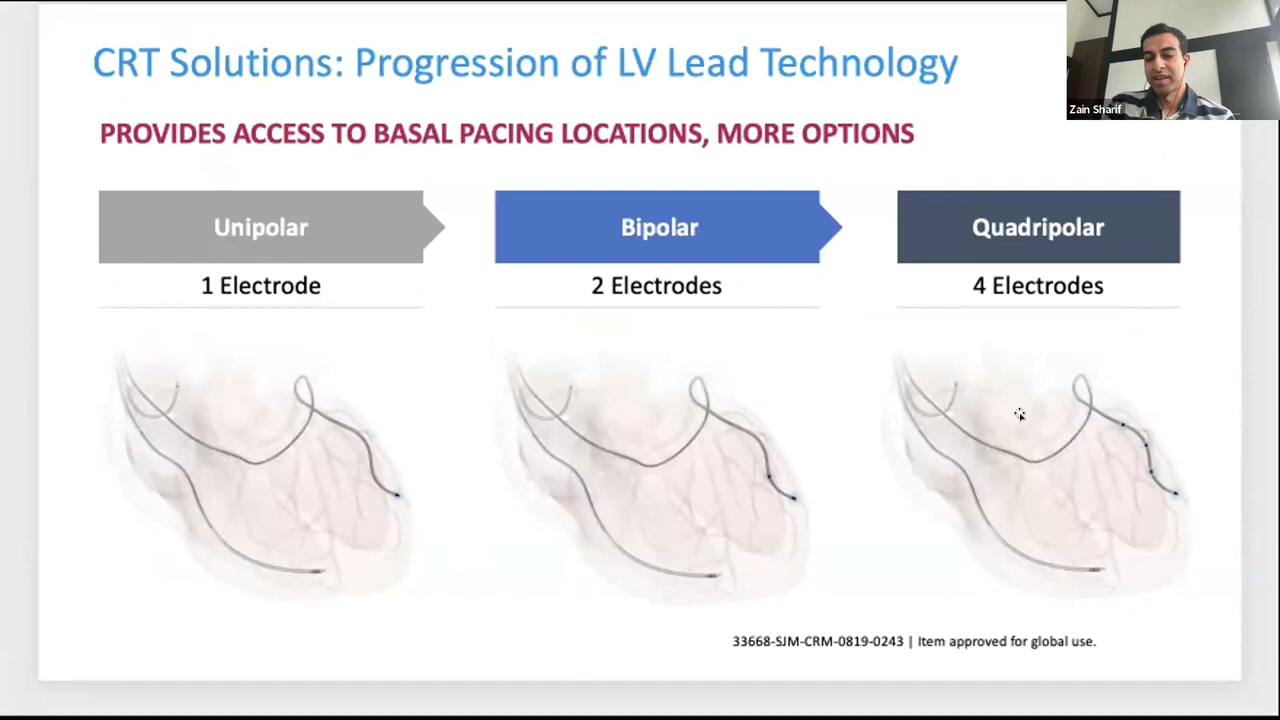 CRT Solutions: Progression of LV Lead Technology
Zain Sharif
PROVIDES ACCESS TO BASAL PACING LOCATIONS, MORE OPTIONS
Unipolar
Bipolar
Quadripolar
1 Electrode
2 Electrodes
4 Electrodes
33668-SJM-CRM-0819-0243 | Item approved for global use.